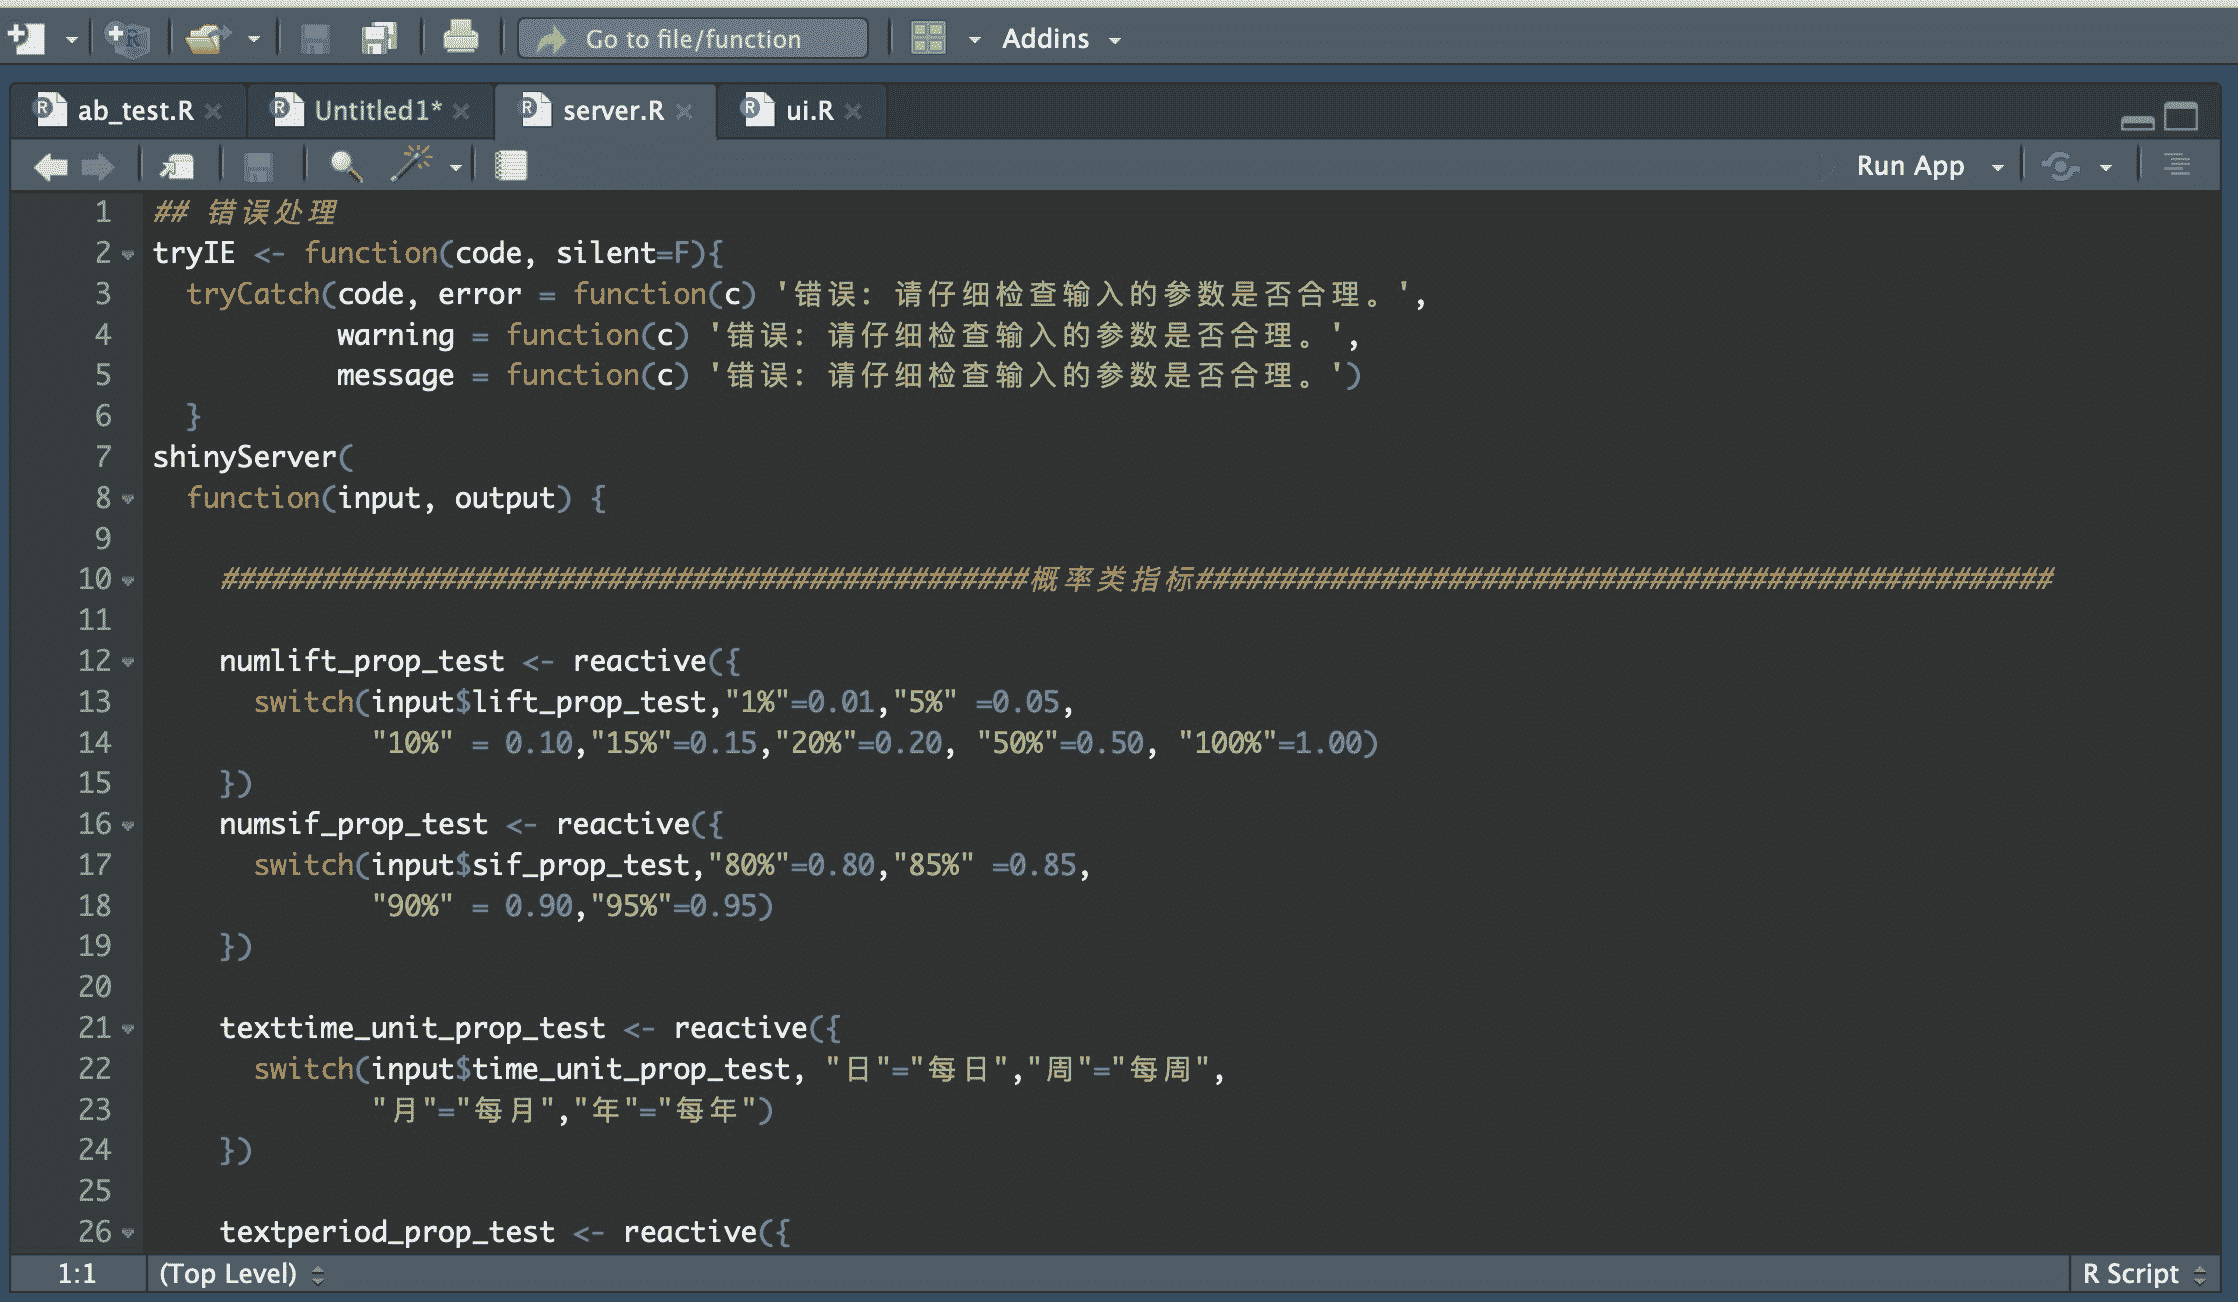 Go to file/function Addins
ab_test.R Untitled1* server.R ui.R
Run App
1 ## 错误处理
2 tryIE <- function(code, silent=F){
3   tryCatch(code, error = function(c) '错误: 请仔细检查输入的参数是否合理。',
4            warning = function(c) '错误: 请仔细检查输入的参数是否合理。',
5            message = function(c) '错误: 请仔细检查输入的参数是否合理。')
6   }
7 shinyServer(
8   function(input, output) {
9
10     ################################################概率类指标###################################################
11
12     numlift_prop_test <- reactive({
13       switch(input$lift_prop_test,"1%"=0.01,"5%" =0.05,
14              "10%" = 0.10,"15%"=0.15,"20%"=0.20, "50%"=0.50, "100%"=1.00)
15     })
16     numsif_prop_test <- reactive({
17       switch(input$sif_prop_test,"80%"=0.80,"85%" =0.85,
18              "90%" = 0.90,"95%"=0.95)
19     })
20
21     texttime_unit_prop_test <- reactive({
22       switch(input$time_unit_prop_test, "日"="每日","周"="每周",
23              "月"="每月","年"="每年")
24     })
25
26     textperiod_prop_test <- reactive({
1:1 (Top Level) R Script